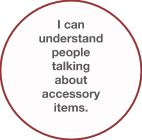 I can
understand
people
talking
about
accessory
items.